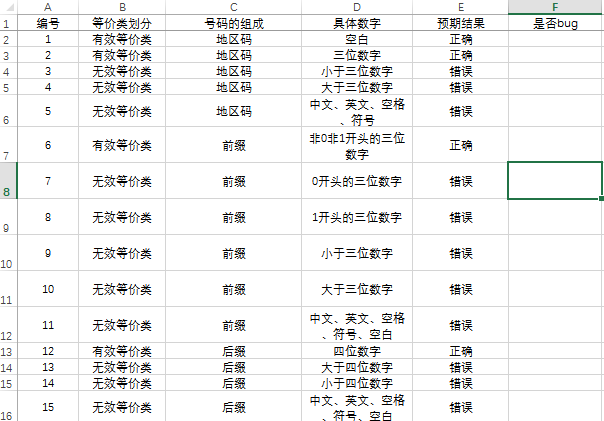 A B C D E F
1 编号 等价类划分 号码的组成 具体数字 预期结果 是否bug
2 1 有效等价类 地区码 空白 正确
3 2 有效等价类 地区码 三位数字 正确
4 3 无效等价类 地区码 小于三位数字 错误
5 4 无效等价类 地区码 大于三位数字 错误
6 5 无效等价类 地区码 中文、英文、空格
、符号 错误
7 6 有效等价类 前缀 非0非1开头的三位
数字 正确
8 7 无效等价类 前缀 0开头的三位数字 错误
9 8 无效等价类 前缀 1开头的三位数字 错误
10 9 无效等价类 前缀 小于三位数字 错误
11 10 无效等价类 前缀 大于三位数字 错误
12 11 无效等价类 前缀 中文、英文、空格
、符号、空白 错误
13 12 有效等价类 后缀 四位数字 正确
14 13 无效等价类 后缀 大于四位数字 错误
15 14 无效等价类 后缀 小于四位数字 错误
16 15 无效等价类 后缀 中文、英文、空格
、符号、空白 错误